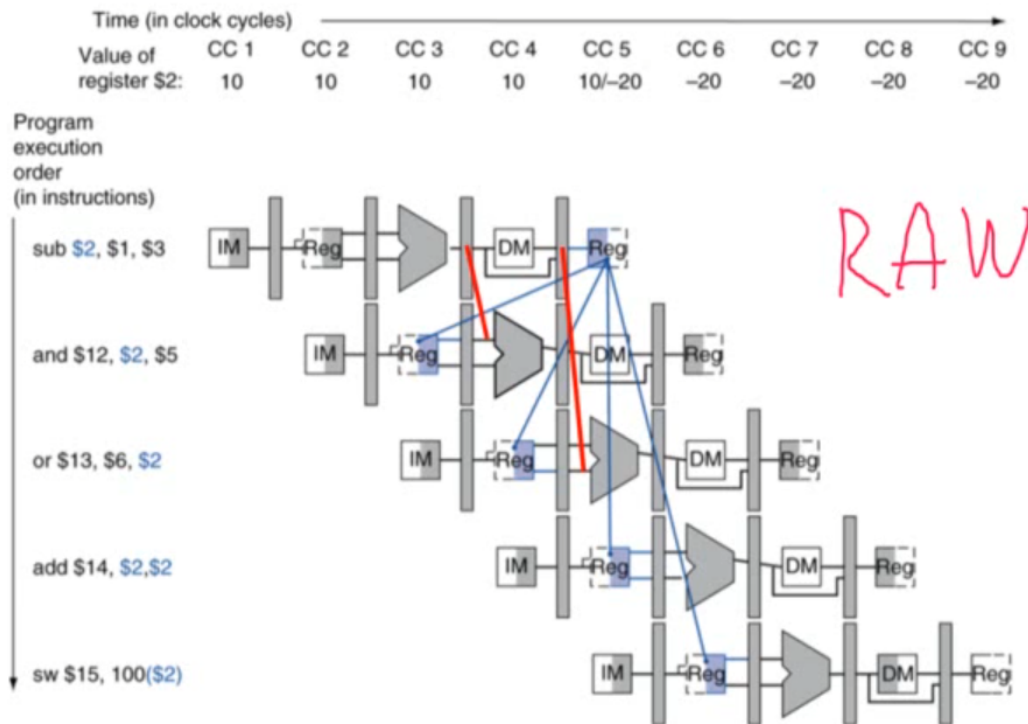 Time (in clock cycles)
Value of register $2:
CC 1 CC 2 CC 3 CC 4 CC 5 CC 6 CC 7 CC 8 CC 9
10 10 10 10 10/–20 –20 –20 –20 –20
Program
execution
order
(in instructions)
RAW
sub $2, $1, $3
IM Reg DM Reg
and $12, $2, $5
IM Reg DM Reg
or $13, $6, $2
IM Reg DM Reg
add $14, $2,$2
IM Reg DM Reg
sw $15, 100($2)
IM Reg DM Reg